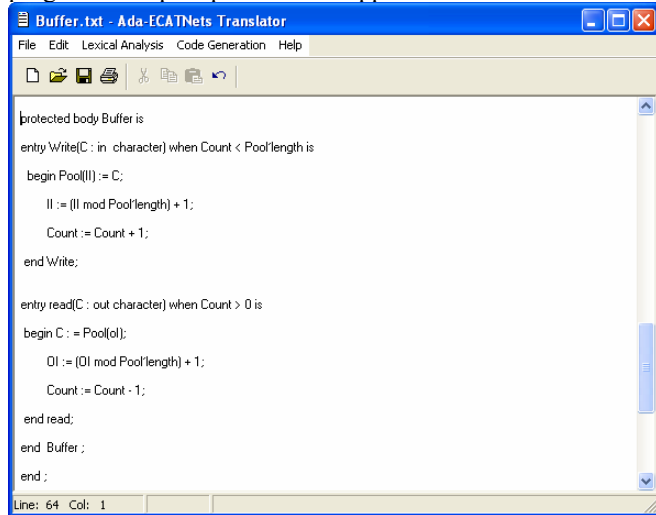 Buffer.txt - Ada-ECATNets Translator
File Edit Lexical Analysis Code Generation Help
protected body Buffer is
entry Write(C : in character) when Count < Pool'length is
begin Pool(II) := C;
II := (II mod Pool'length) + 1;
Count := Count + 1;
end Write;
entry read(C : out character) when Count > 0 is
begin C : = Pool(ol);
OI := (OI mod Pool'length) + 1;
Count := Count - 1;
end read;
end Buffer ;
end ;
Line: 64 Col: 1